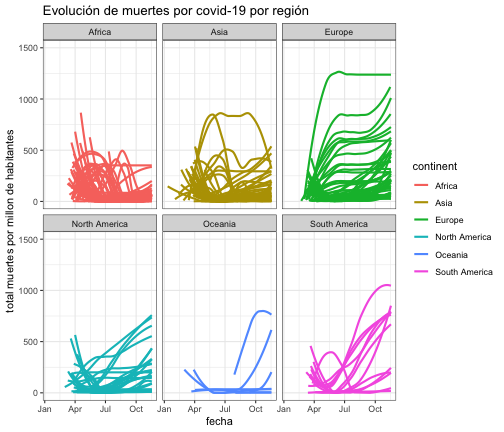 Evolución de muertes por covid-19 por región
Africa
Asia
Europe
1500
1000
500
0
North America
Oceania
South America
1500
1000
500
0
Jan
Apr
Jul
Oct
Jan
Apr
Jul
Oct
Jan
Apr
Jul
Oct
fecha
total muertes por millon de habitantes
continent
Africa
Asia
Europe
North America
Oceania
South America